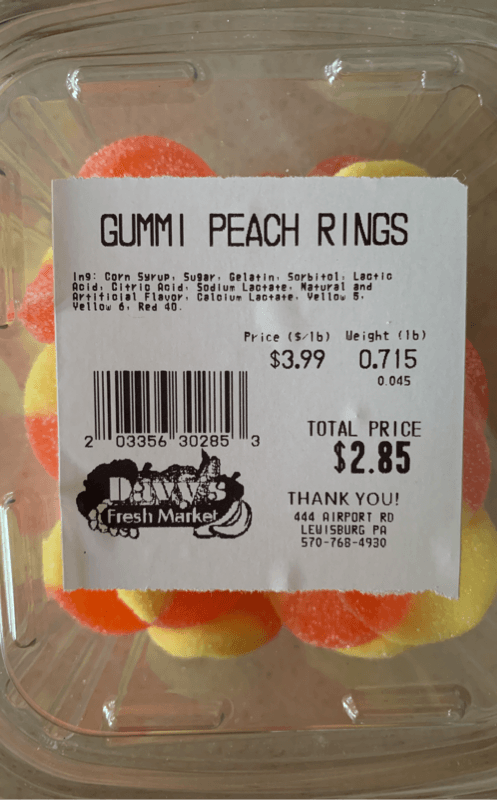 GUMMI PEACH RINGS
Ing: Corn Syrup, Sugar, Gelatin, Sorbitol, Lactic
Acid, Citric Acid, Sodium Lactate, Natural and
Artificial Flavor, Calcium Lactate, Yellow 5,
Yellow 6, Red 40.
Price ($/lb) Weight (lb)
$3.99 0.715
0.045
2 03356 30285 3
TOTAL PRICE
$2.85
Davy's
Fresh Market
THANK YOU!
444 AIRPORT RD
LEWISBURG PA
570-768-4930